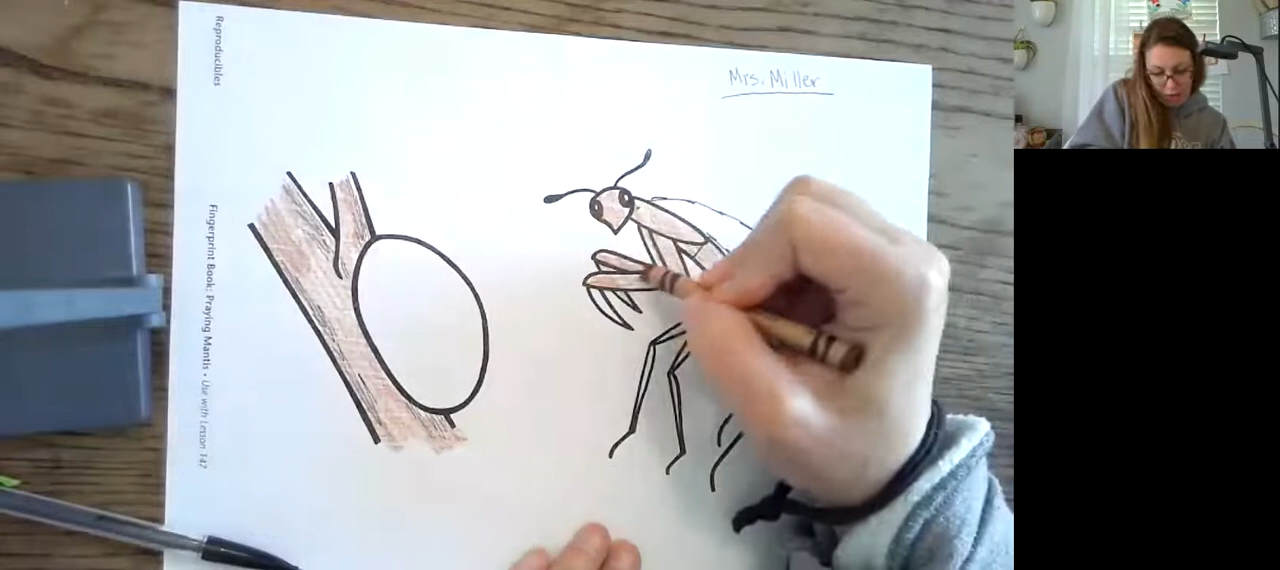 Mrs. Miller
Reproducibles
Fingerprint Book: Praying Mantis • Use with Lesson 147